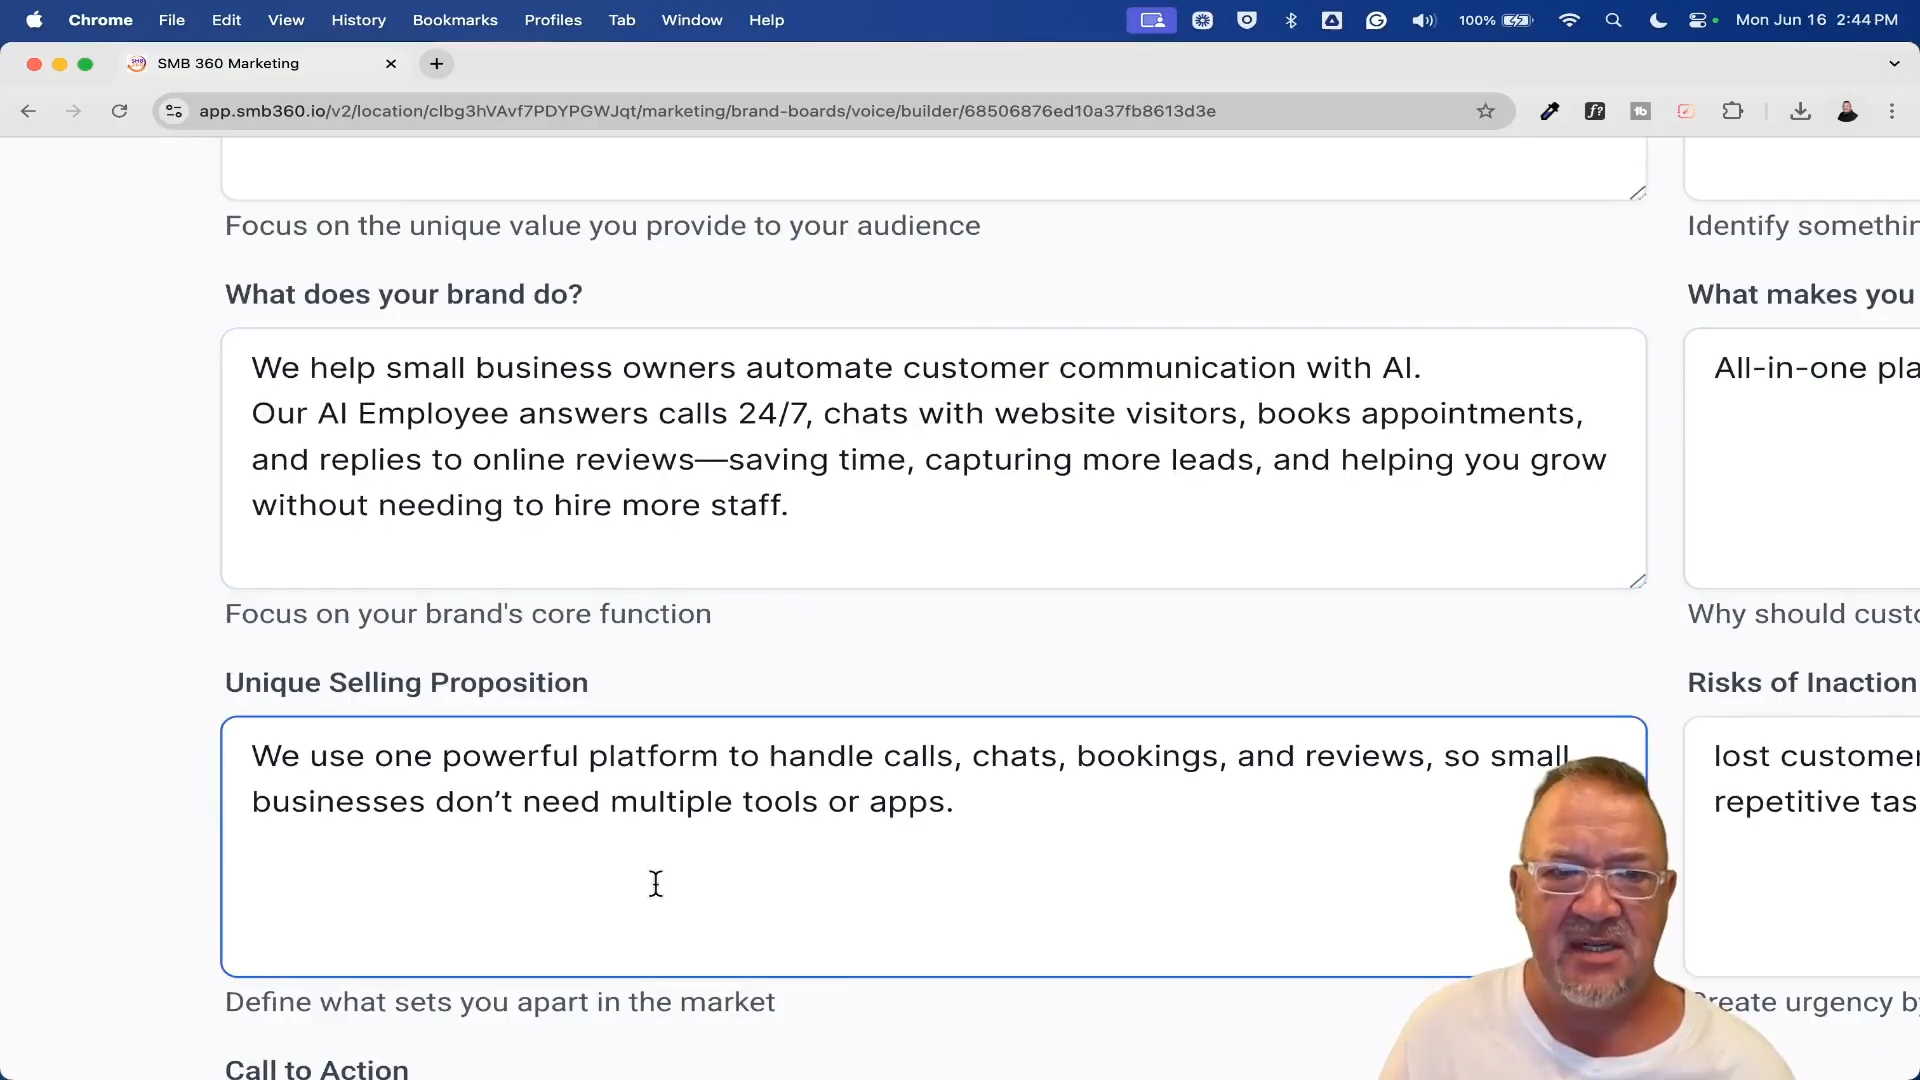 Chrome File Edit View History Bookmarks Profiles Tab Window Help 100% Mon Jun 16 2:44 PM
SMB 360 Marketing
app.smb360.io/v2/location/clbg3hVAvf7PDYPGWJqt/marketing/brand-boards/voice/builder/68506876ed10a37fb8613d3e
Focus on the unique value you provide to your audience
Identify
What does your brand do?
What makes you
We help small business owners automate customer communication with AI.
Our AI Employee answers calls 24/7, chats with website visitors, books appointments,
and replies to online reviews—saving time, capturing more leads, and helping you grow
without needing to hire more staff.
All-in-one
Focus on your brand's core function
Why should
Unique Selling Proposition
Risks of Inaction
We use one powerful platform to handle calls, chats, bookings, and reviews, so small
businesses don’t need multiple tools or apps.
lost
repetitive
Define what sets you apart in the market
urgency
Call to Action